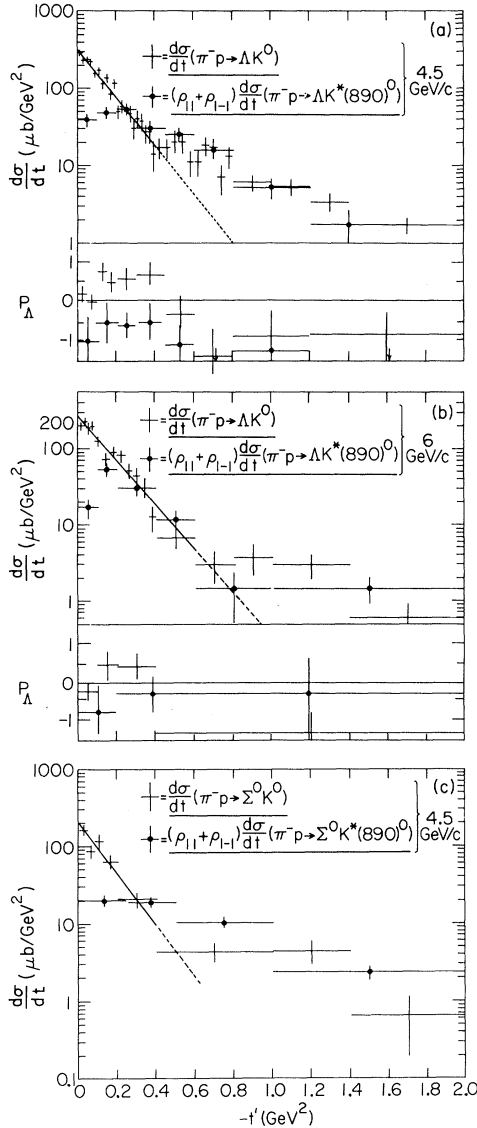 (a)
1000
100
10
1
dσ/dt (μb/GeV²)
+ = dσ/dt (π⁻p→ΛK⁰)
= (ρ₁₁+ρ₁₋₁) dσ/dt (π⁻p→ΛK*(890)⁰)
4.5 GeV/c
P_Λ
1
0
-1
(b)
200
100
10
1
dσ/dt (μb/GeV²)
+ = dσ/dt (π⁻p→ΛK⁰)
= (ρ₁₁+ρ₁₋₁) dσ/dt (π⁻p→ΛK*(890)⁰)
6 GeV/c
P_Λ
1
0
-1
(c)
1000
100
10
1
0.1
dσ/dt (μb/GeV²)
+ = dσ/dt (π⁻p→Σ⁰K⁰)
= (ρ₁₁+ρ₁₋₁) dσ/dt (π⁻p→Σ⁰K*(890)⁰)
4.5 GeV/c
0 0.2 0.4 0.6 0.8 1.0 1.2 1.4 1.6 1.8 2.0
-t' (GeV²)